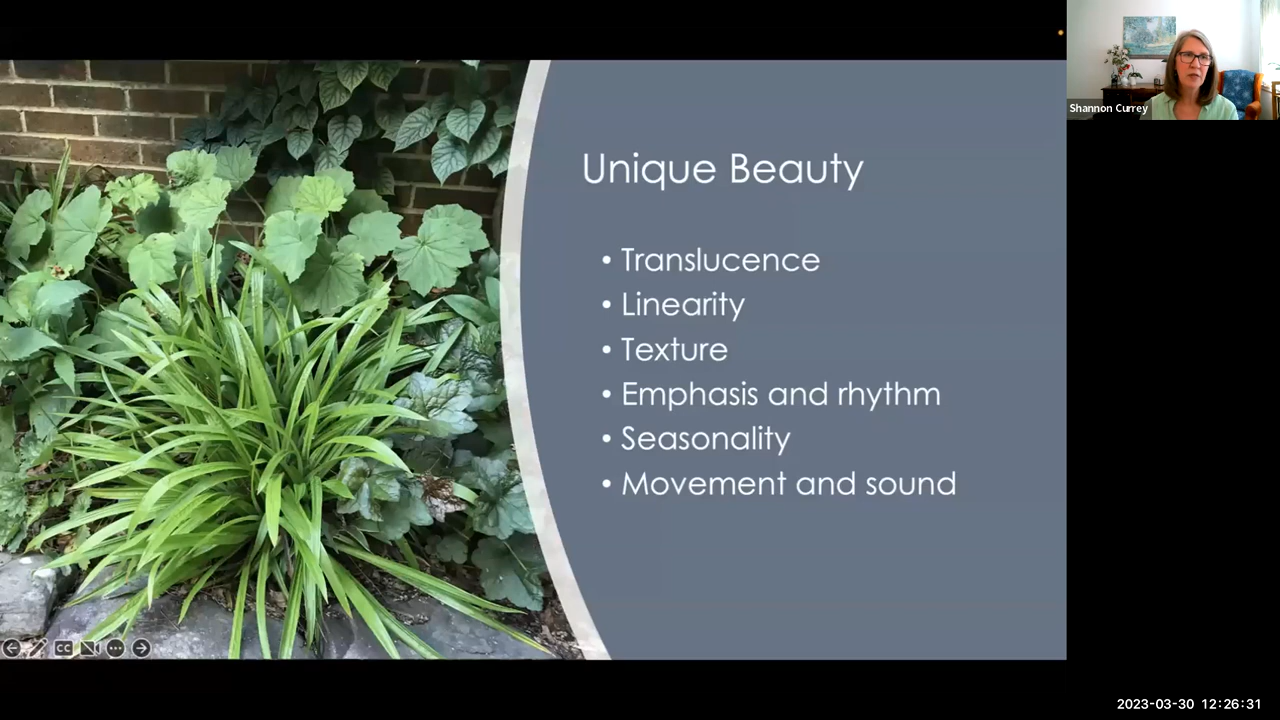 Shannon Currey
Unique Beauty
• Translucence
• Linearity
• Texture
• Emphasis and rhythm
• Seasonality
• Movement and sound
CC
2023-03-30 12:26:31